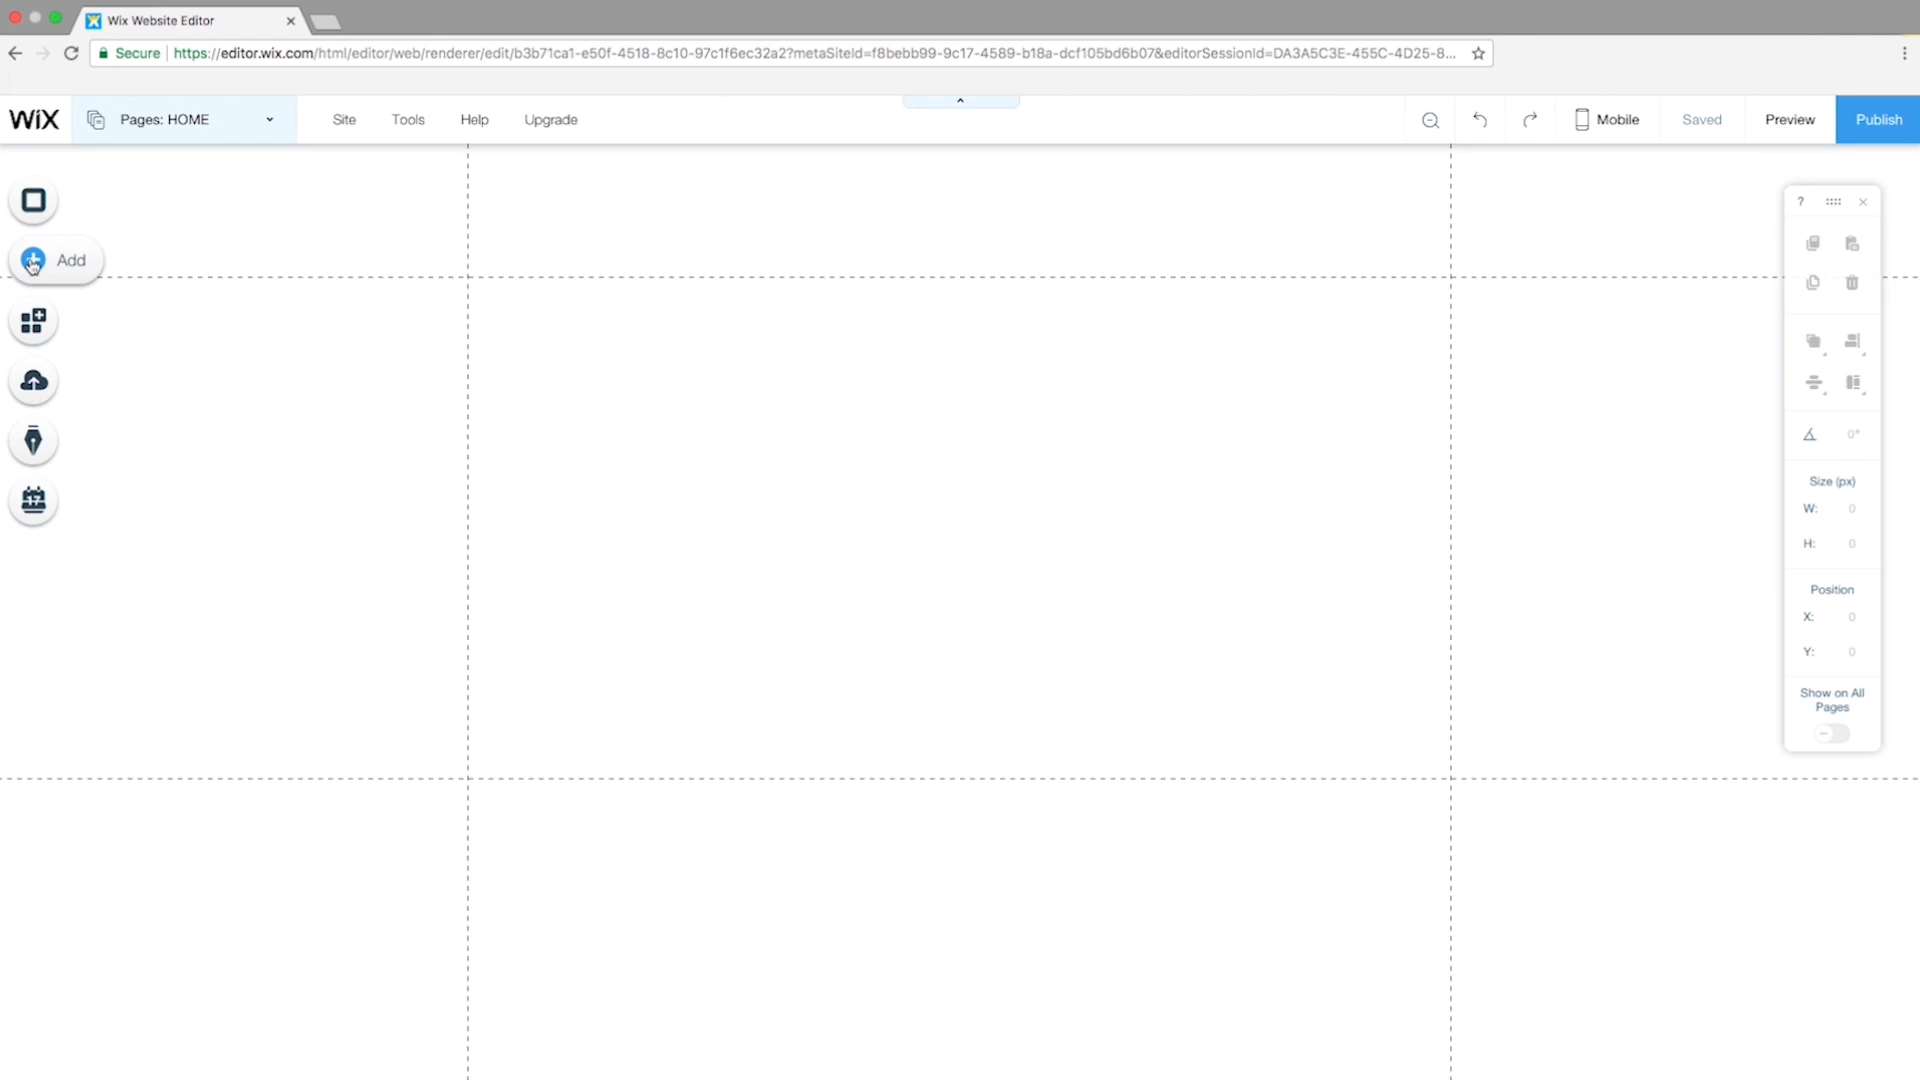 Wix Website Editor
Secure https://editor.wix.com/html/editor/web/renderer/edit/b3b71ca1-e50f-4518-8c10-97c1f6ec32a2?metaSiteId=f8bebb99-9c17-4589-b18a-dcf105bd6b07&editorSessionId=DA3A5C3E-455C-4D25-8...
WiX Pages: HOME Site Tools Help Upgrade Mobile Saved Preview Publish
?
Add
17
0°
Size (px)
W: 0
H: 0
Position
X: 0
Y: 0
Show on All
Pages